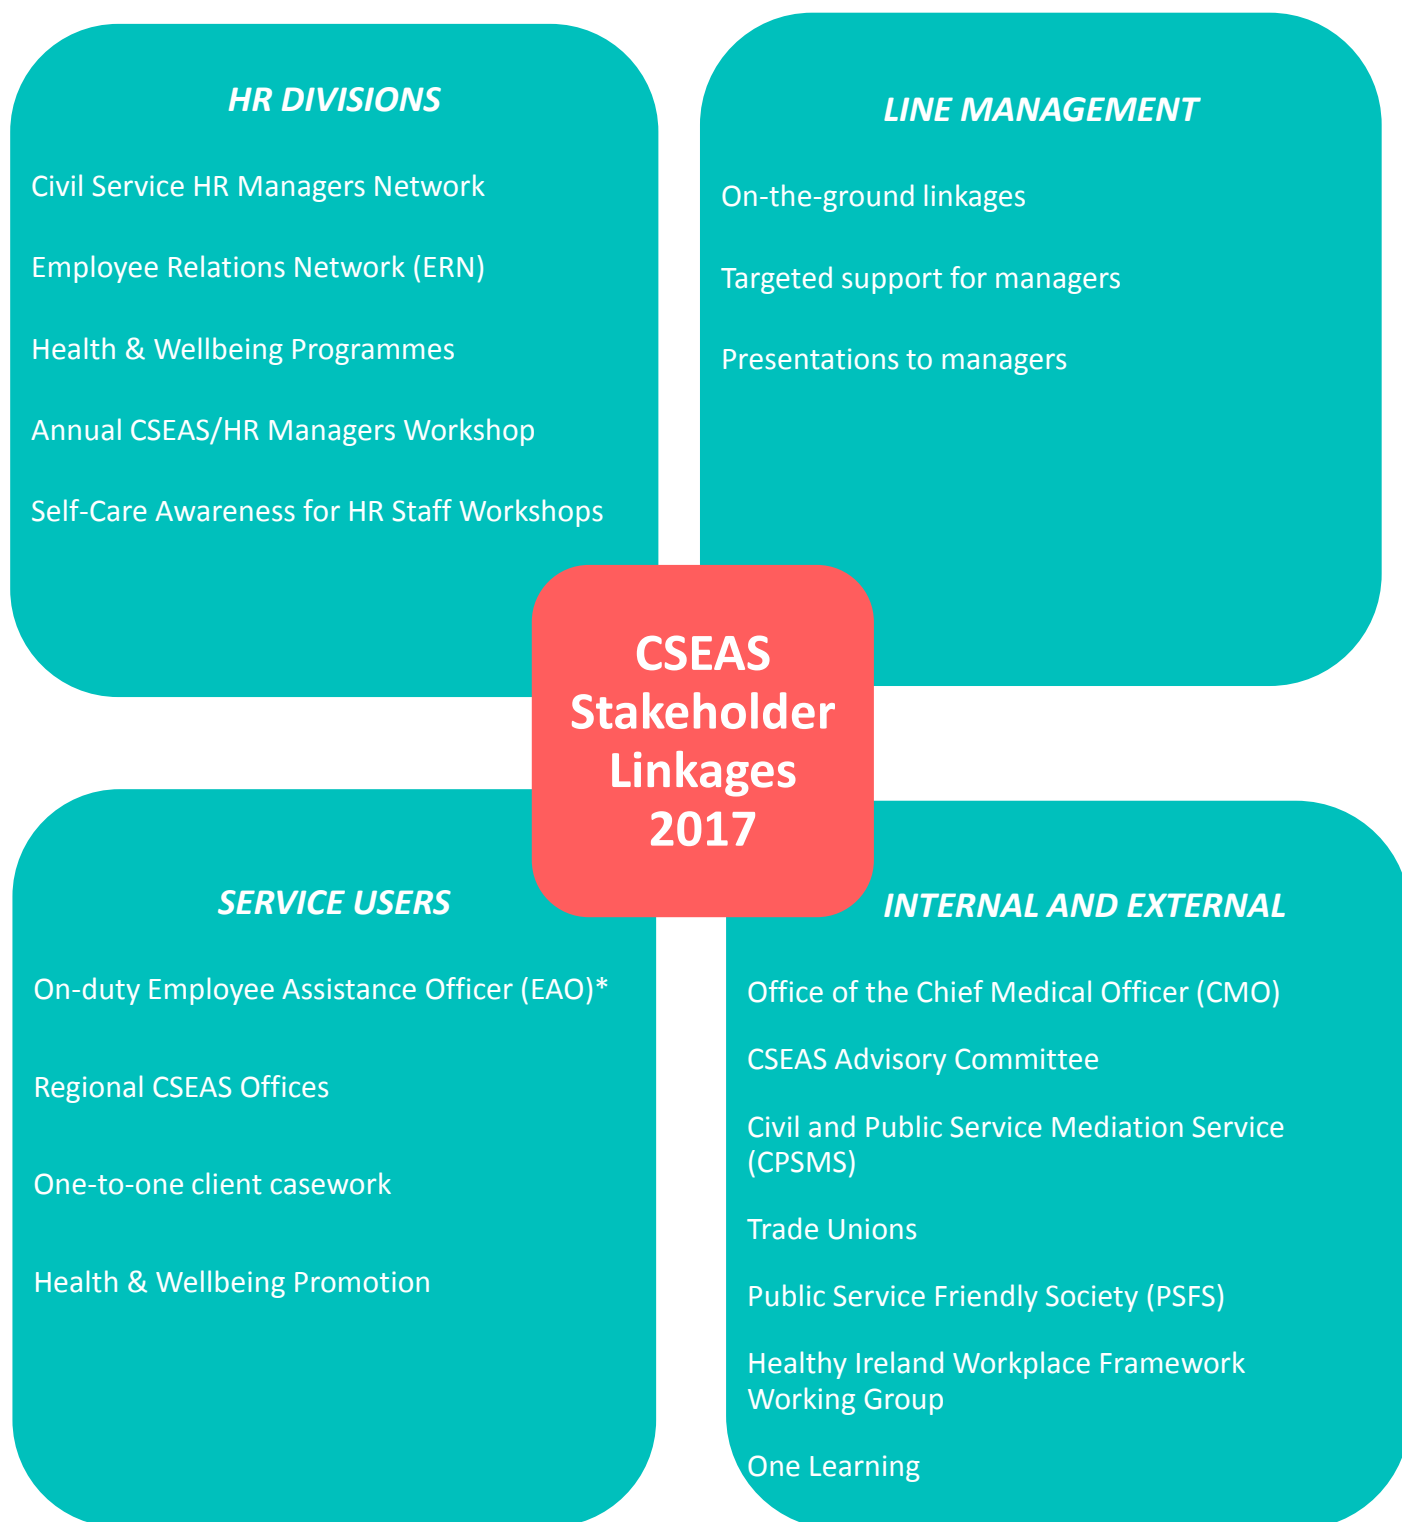 HR DIVISIONS
Civil Service HR Managers Network
Employee Relations Network (ERN)
Health & Wellbeing Programmes
Annual CSEAS/HR Managers Workshop
Self-Care Awareness for HR Staff Workshops
LINE MANAGEMENT
On-the-ground linkages
Targeted support for managers
Presentations to managers
CSEAS
Stakeholder
Linkages
2017
SERVICE USERS
On-duty Employee Assistance Officer (EAO)*
Regional CSEAS Offices
One-to-one client casework
Health & Wellbeing Promotion
INTERNAL AND EXTERNAL
Office of the Chief Medical Officer (CMO)
CSEAS Advisory Committee
Civil and Public Service Mediation Service
(CPSMS)
Trade Unions
Public Service Friendly Society (PSFS)
Healthy Ireland Workplace Framework
Working Group
One Learning